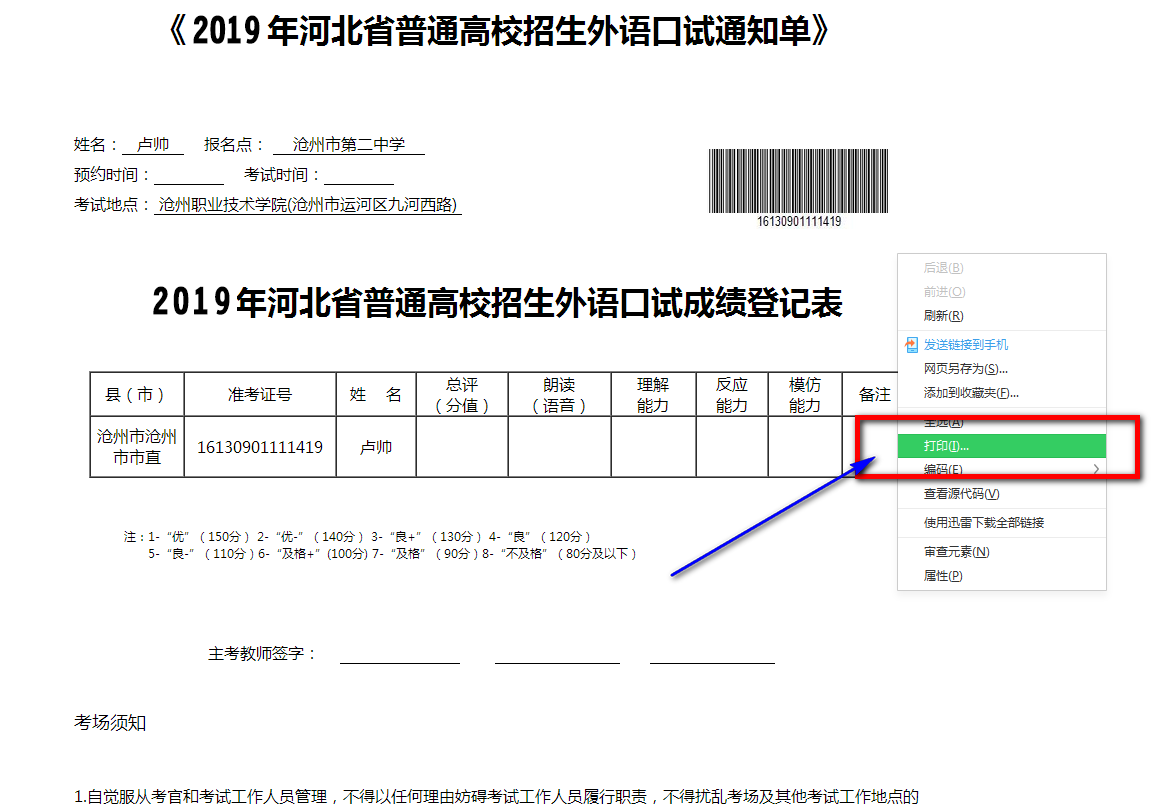 《2019年河北省普通高校招生外语口试通知单》
姓名： 卢帅 报名点： 沧州市第二中学
预约时间： 考试时间：
考试地点： 沧州职业技术学院(沧州市运河区九河西路)
16130901111419
2019年河北省普通高校招生外语口试成绩登记表
县（市） 准考证号 姓 名 总评（分值） 朗读（语音） 理解能力 反应能力 模仿能力 备注
沧州市沧州市市直 16130901111419 卢帅
注：1-“优”（150分） 2-“优-”（140分） 3-“良+”（130分） 4-“良”（120分）
5-“良-”（110分）6-“及格+”(100分) 7-“及格”（90分）8-“不及格”（80分及以下）
主考教师签字：
考场须知
1.自觉服从考官和考试工作人员管理，不得以任何理由妨碍考试工作人员履行职责，不得扰乱考场及其他考试工作地点的
后退(B)
前进(O)
刷新(R)
发送链接到手机
网页另存为(S)...
添加到收藏夹(F)...
全选(A)
打印(I)...
编码(E)
查看源代码(V)
使用迅雷下载全部链接
审查元素(N)
属性(P)